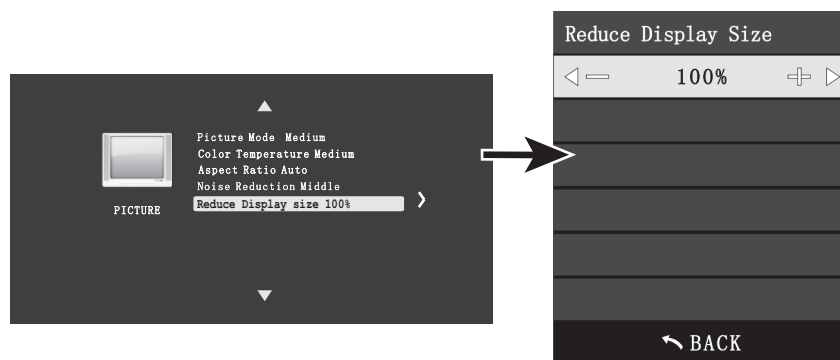 PICTURE
Picture Mode Medium
Color Temperature Medium
Aspect Ratio Auto
Noise Reduction Middle
Reduce Display size 100%
Reduce Display Size
100%
BACK